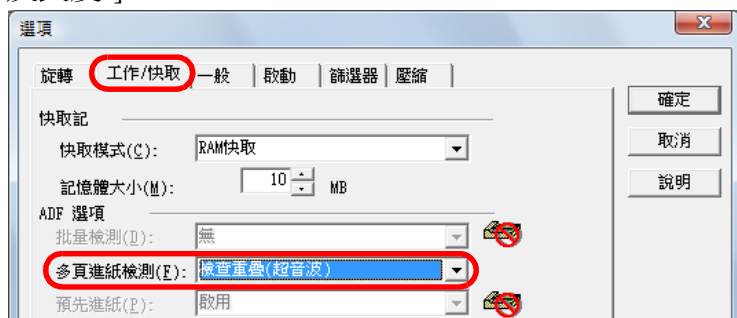 選項
旋轉 工作/快取 一般 啟動 篩選器 壓縮
確定
快取記
快取模式(C): RAM快取
取消
記憶體大小(M): 10 MB
說明
ADF 選項
批量檢測(D): 無
多頁進紙檢測(F): 檢查重疊(超音波)
預先進紙(P): 啟用